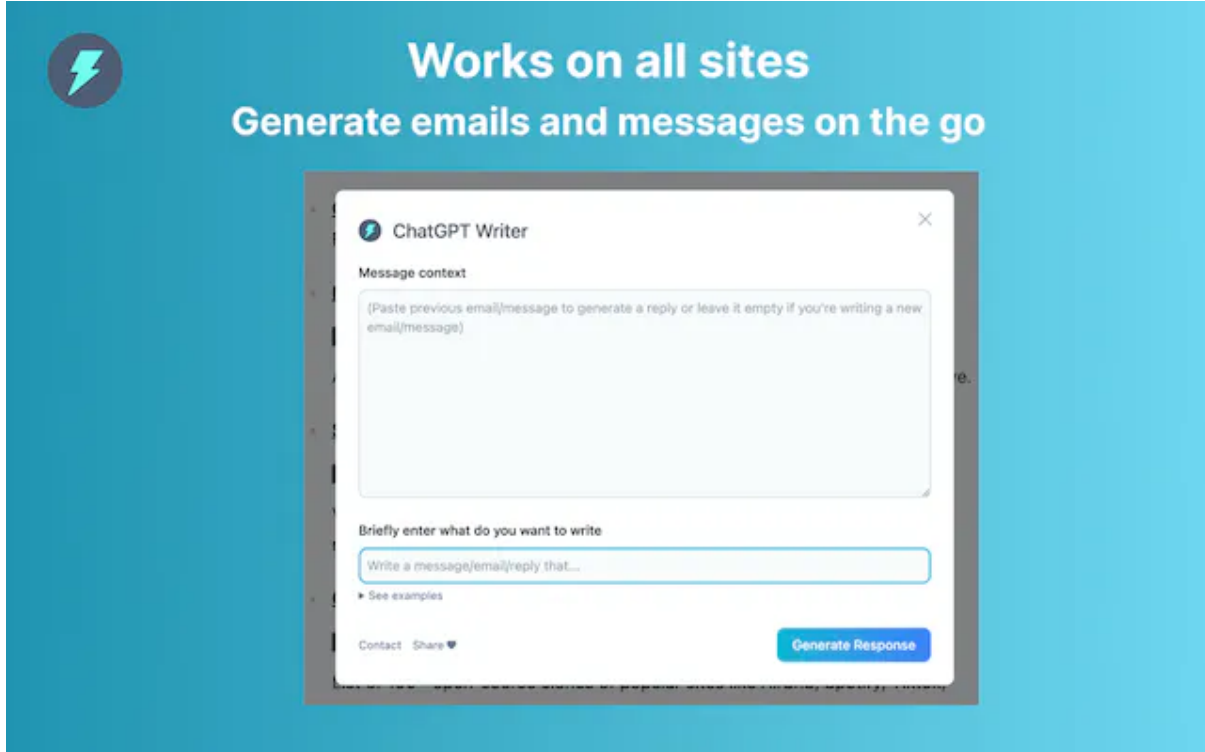 Works on all sites
Generate emails and messages on the go
ChatGPT Writer
Message context
(Paste previous email/message to generate a reply or leave it empty if you're writing a new
email/message)
re.
Briefly enter what do you want to write
Write a message/email/reply that...
▸ See examples
Contact Share ♥
Generate Response